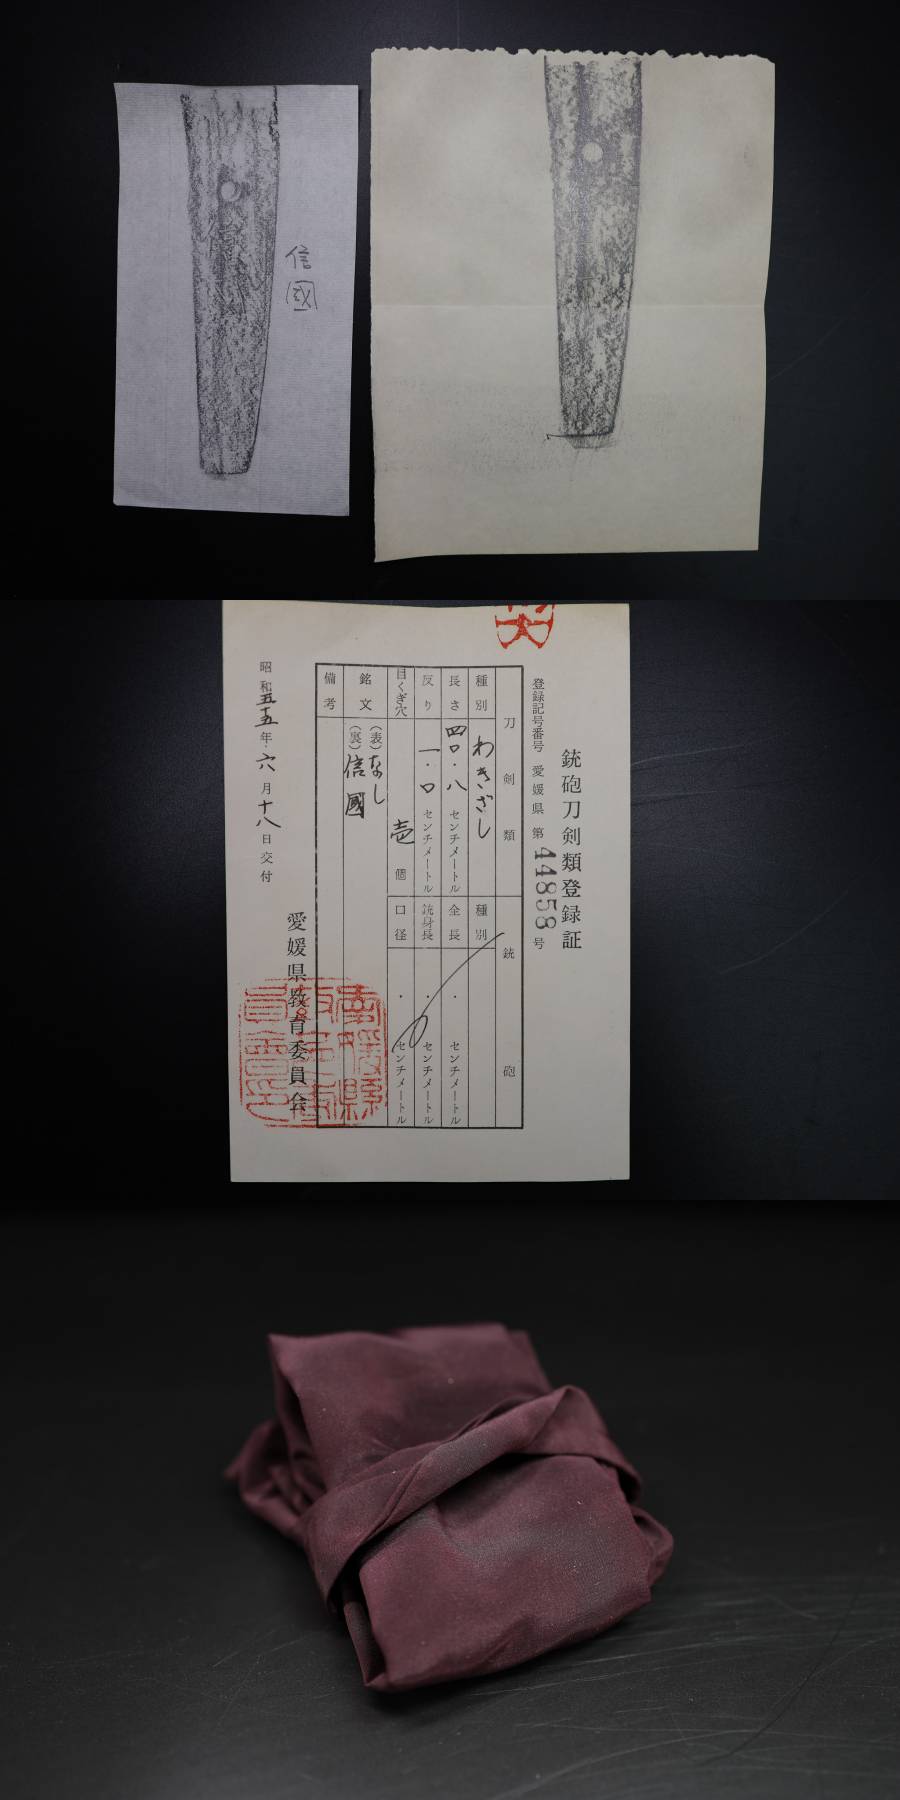 信
國
銃砲刀剣類登録証
登録記号番号 愛媛県 第44858号
刀剣類
種別 わきざし
長さ 四〇・八 センチメートル
反り 一・〇 センチメートル
目くぎ穴 壱 個
銘文 (表)なし
(裏)信國
備考
銃砲
種別
全長 ・ センチメートル
銃身長 ・ センチメートル
口径 ・ センチメートル
昭和五十五年六月十八日交付
愛媛県教育委員会